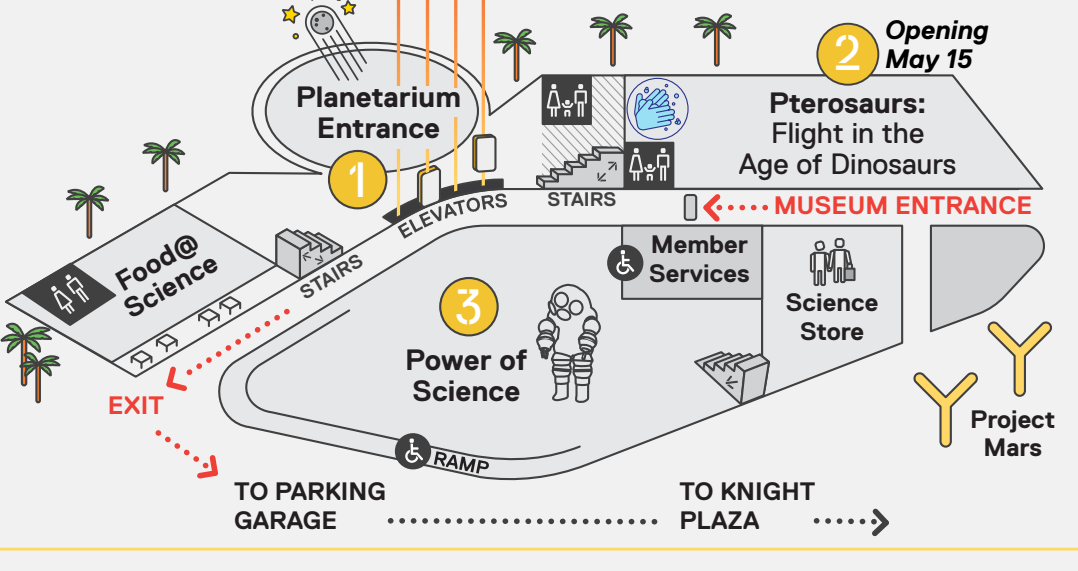 2
Opening
May 15
Planetarium
Entrance
Pterosaurs:
Flight in the
Age of Dinosaurs
1
ELEVATORS
STAIRS
MUSEUM ENTRANCE
Food@
Science
STAIRS
Member
Services
3
Power of
Science
Science
Store
EXIT
Project
Mars
RAMP
TO PARKING
GARAGE
TO KNIGHT
PLAZA